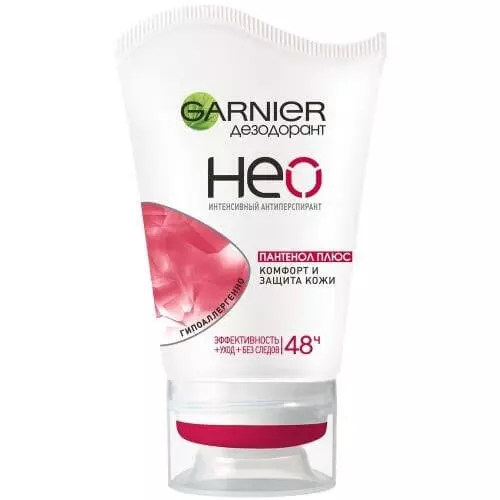 GARNIER
дезодорант
Нео
ИНТЕНСИВНЫЙ АНТИПЕРСПИРАНТ
ПАНТЕНОЛ ПЛЮС
КОМФОРТ И
ЗАЩИТА КОЖИ
ГИПОАЛЛЕРГЕННО
ЭФФЕКТИВНОСТЬ
+УХОД+БЕЗ СЛЕДОВ
48Ч